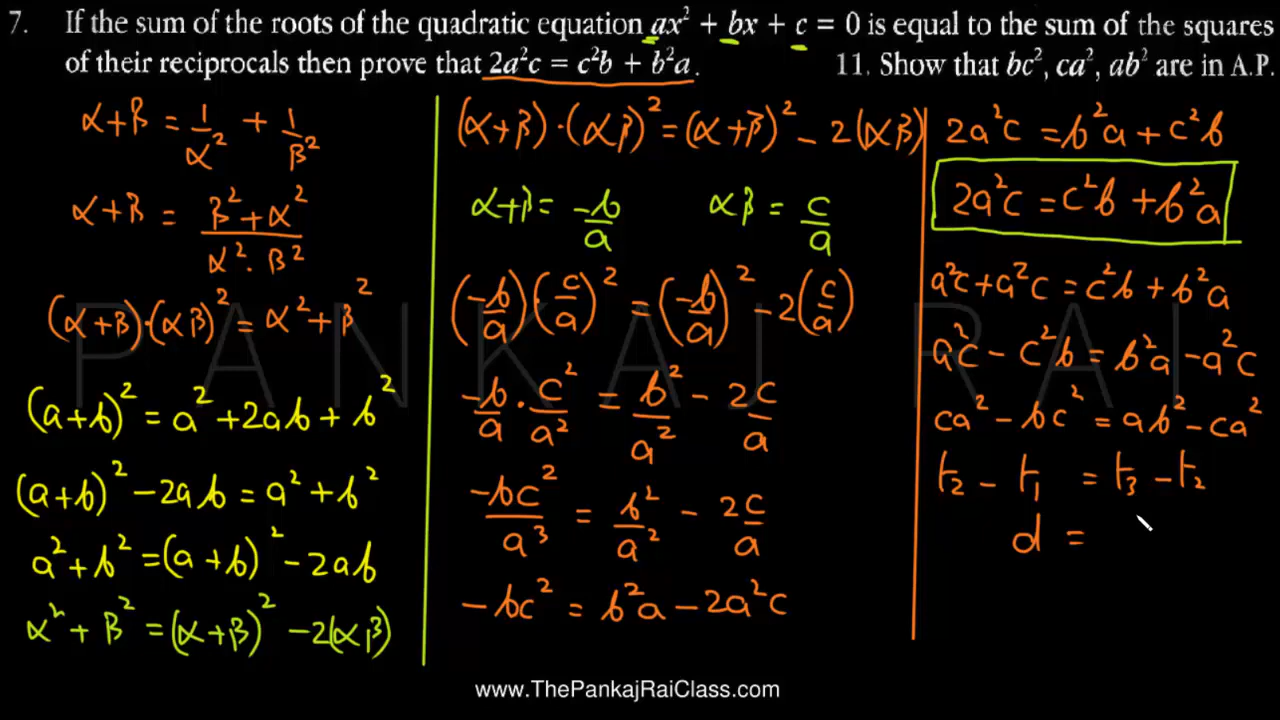 7. If the sum of the roots of the quadratic equation ax² + bx + c = 0 is equal to the sum of the squares
of their reciprocals then prove that 2a²c = c²b + b²a. 11. Show that bc², ca², ab² are in A.P.
α+β = 1/α² + 1/β²
α+β = (β²+α²)/(α²·β²)
(α+β)·(αβ)² = α²+β²
(a+b)² = a²+2ab+b²
(a+b)²-2ab = a²+b²
a²+b² = (a+b)²-2ab
α²+β² = (α+β)²-2(αβ)
(α+β)·(αβ)² = (α+β)²-2(αβ)
α+β = -b/a αβ = c/a
(-b/a)·(c/a)² = (-b/a)² - 2(c/a)
-b/a · c²/a² = b²/a² - 2c/a
-bc²/a³ = b²/a² - 2c/a
-bc² = b²a - 2a²c
2a²c = b²a + c²b
2a²c = c²b + b²a
a²c + a²c = c²b + b²a
a²c - c²b = b²a - a²c
ca² - bc² = ab² - ca²
t₂ - t₁ = t₃ - t₂
d =
PANKAJ RAI
www.ThePankajRaiClass.com